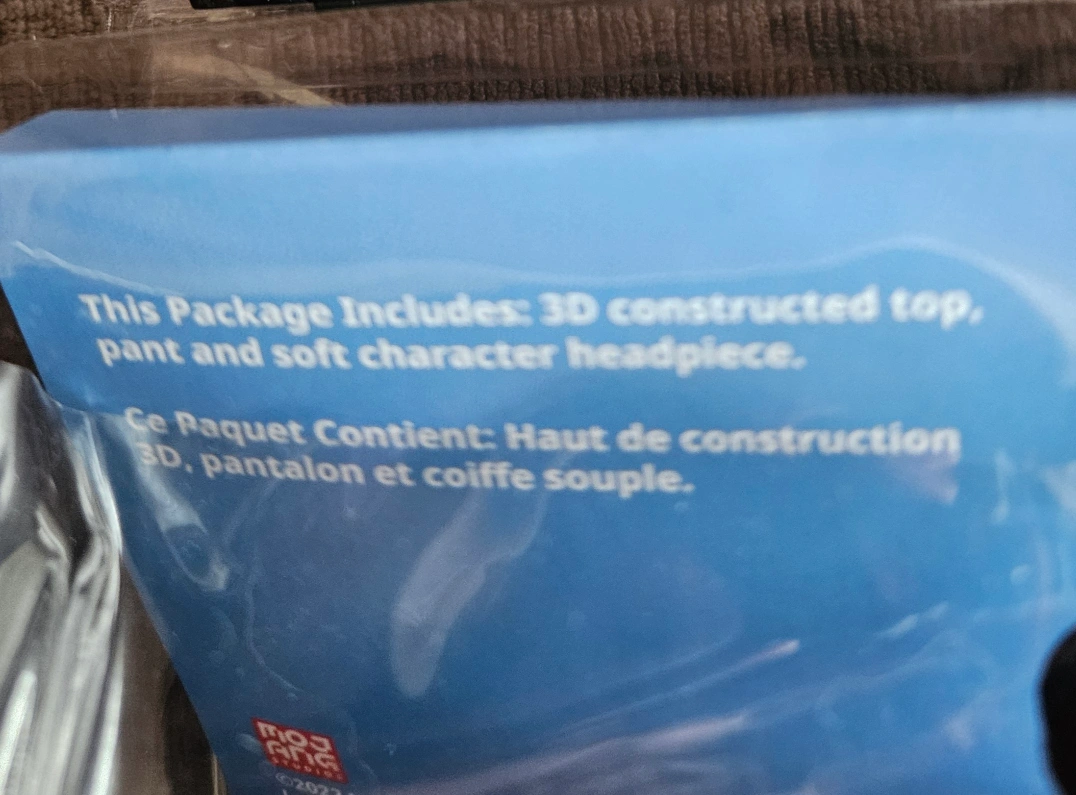 This Package Includes: 3D constructed top,
pant and soft character headpiece.
Ce Paquet Contient: Haut de construction
3D, pantalon et coiffe souple.
MOJ
ANG
STUDIOS